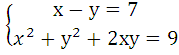 x − y = 7
x² + y² + 2xy = 9